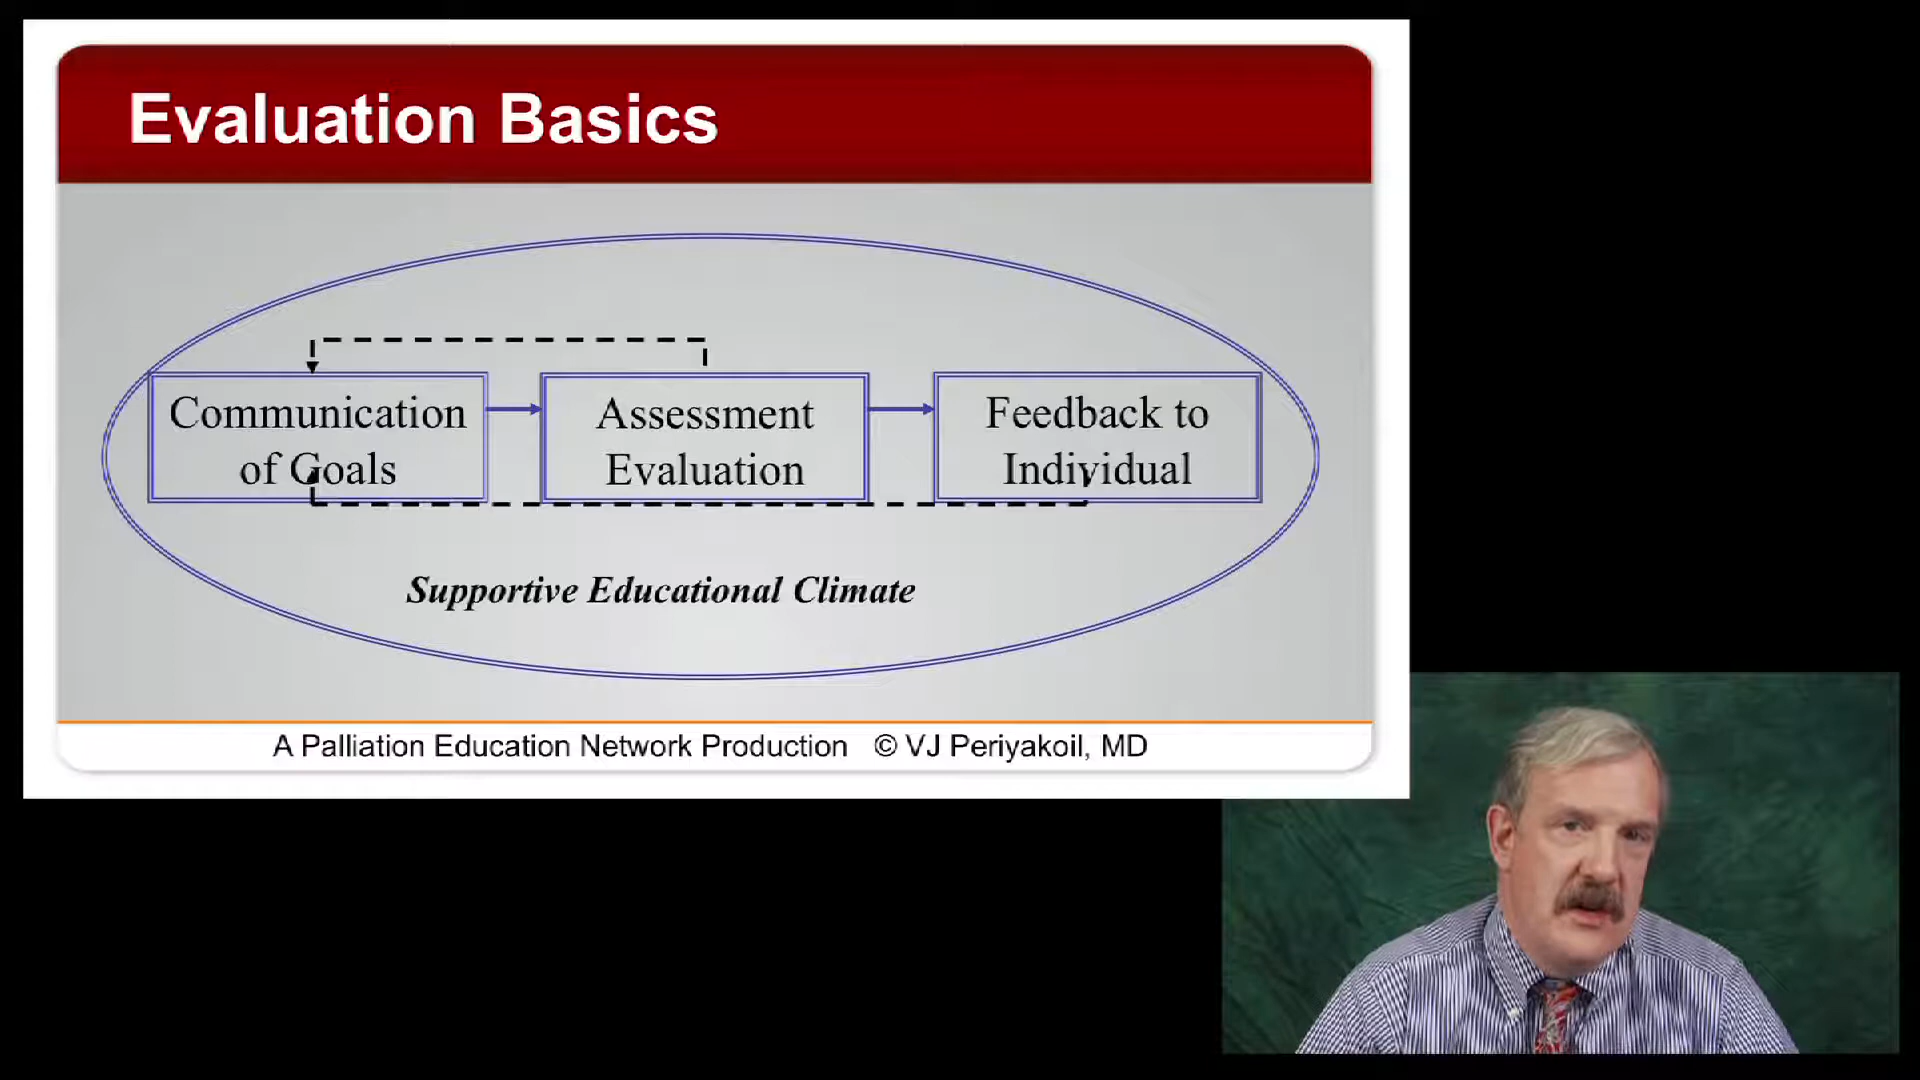 Evaluation Basics
Communication
of Goals
Assessment
Evaluation
Feedback to
Individual
Supportive Educational Climate
A Palliation Education Network Production © VJ Periyakoil, MD